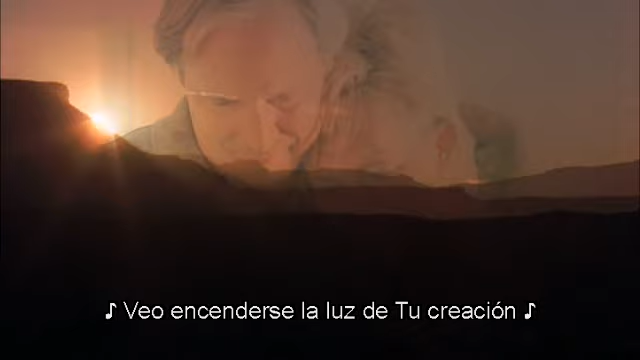 ♪ Veo encenderse la luz de Tu creación ♪